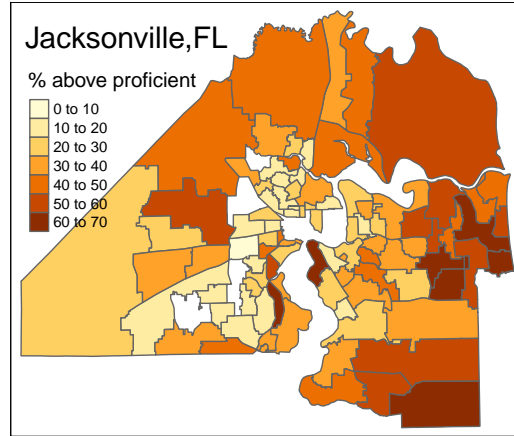 Jacksonville,FL
% above proficient
0 to 10
10 to 20
20 to 30
30 to 40
40 to 50
50 to 60
60 to 70